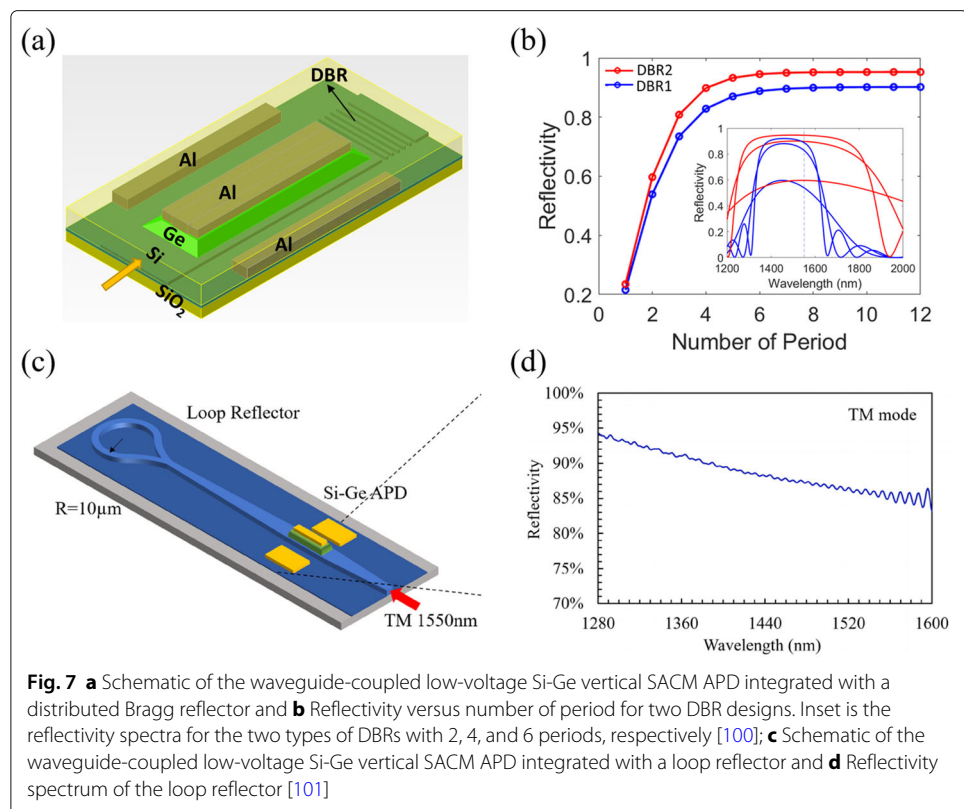 (a)
DBR
Al
Al
Al
Ge
Si
SiO2
(b)
Reflectivity
1
0.8
0.6
0.4
0.2
DBR2
DBR1
Reflectivity
1
0.8
0.6
0.4
0.2
0
1200 1400 1600 1800 2000
Wavelength (nm)
0 2 4 6 8 10 12
Number of Period
(c)
Loop Reflector
R=10μm
Si-Ge APD
TM 1550nm
(d)
Reflectivity
100%
95%
90%
85%
80%
75%
70%
TM mode
1280 1360 1440 1520 1600
Wavelength (nm)
Fig. 7 a Schematic of the waveguide-coupled low-voltage Si-Ge vertical SACM APD integrated with a
distributed Bragg reflector and b Reflectivity versus number of period for two DBR designs. Inset is the
reflectivity spectra for the two types of DBRs with 2, 4, and 6 periods, respectively [100]; c Schematic of the
waveguide-coupled low-voltage Si-Ge vertical SACM APD integrated with a loop reflector and d Reflectivity
spectrum of the loop reflector [101]